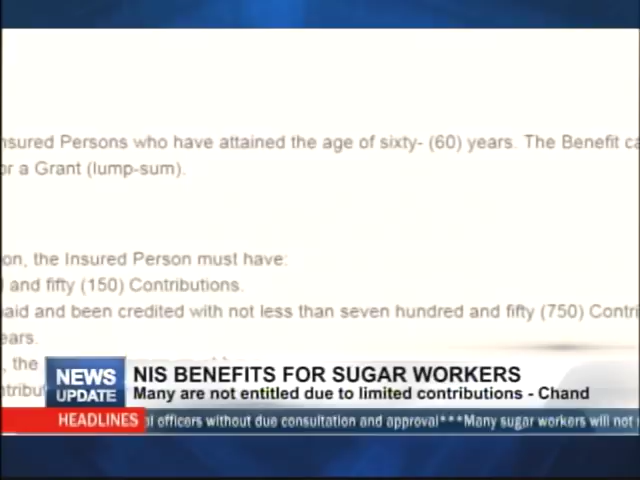 nsured Persons who have attained the age of sixty- (60) years. The Benefit ca
or a Grant (lump-sum).
on, the Insured Person must have:
and fifty (150) Contributions.
aid and been credited with not less than seven hundred and fifty (750) Contri
ears.
, the
ntribut
NEWS UPDATE
NIS BENEFITS FOR SUGAR WORKERS
Many are not entitled due to limited contributions - Chand
HEADLINES
officers without due consultation and approval***Many sugar workers will not